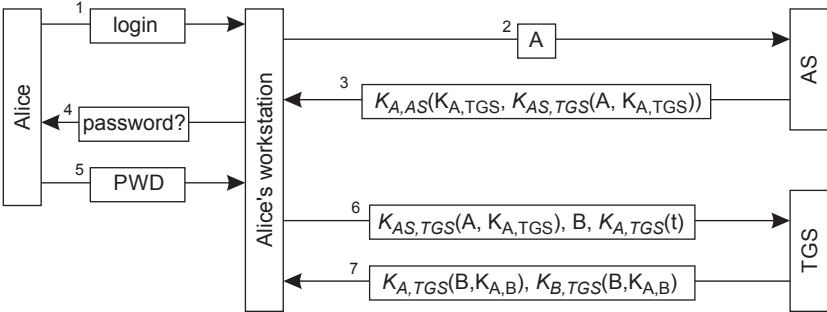 1
login
2
A
3
K_A,AS(K_A,TGS, K_AS,TGS(A, K_A,TGS))
4
password?
5
PWD
6
K_AS,TGS(A, K_A,TGS), B, K_A,TGS(t)
7
K_A,TGS(B,K_A,B), K_B,TGS(B,K_A,B)
Alice
Alice's workstation
AS
TGS